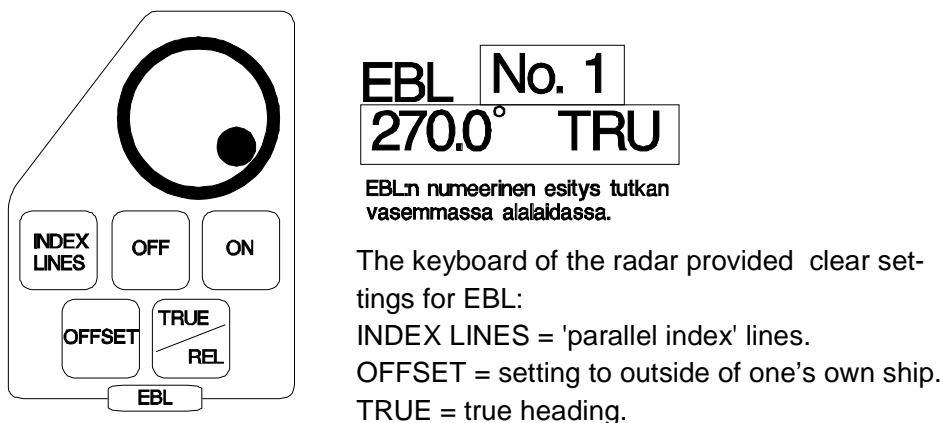 INDEX
LINES
OFF
ON
OFFSET
TRUE
REL
EBL
EBL No. 1
270.0° TRU
EBL:n numeerinen esitys tutkan
vasemmassa alalaidassa.
The keyboard of the radar provided clear set-
tings for EBL:
INDEX LINES = 'parallel index' lines.
OFFSET = setting to outside of one's own ship.
TRUE = true heading.